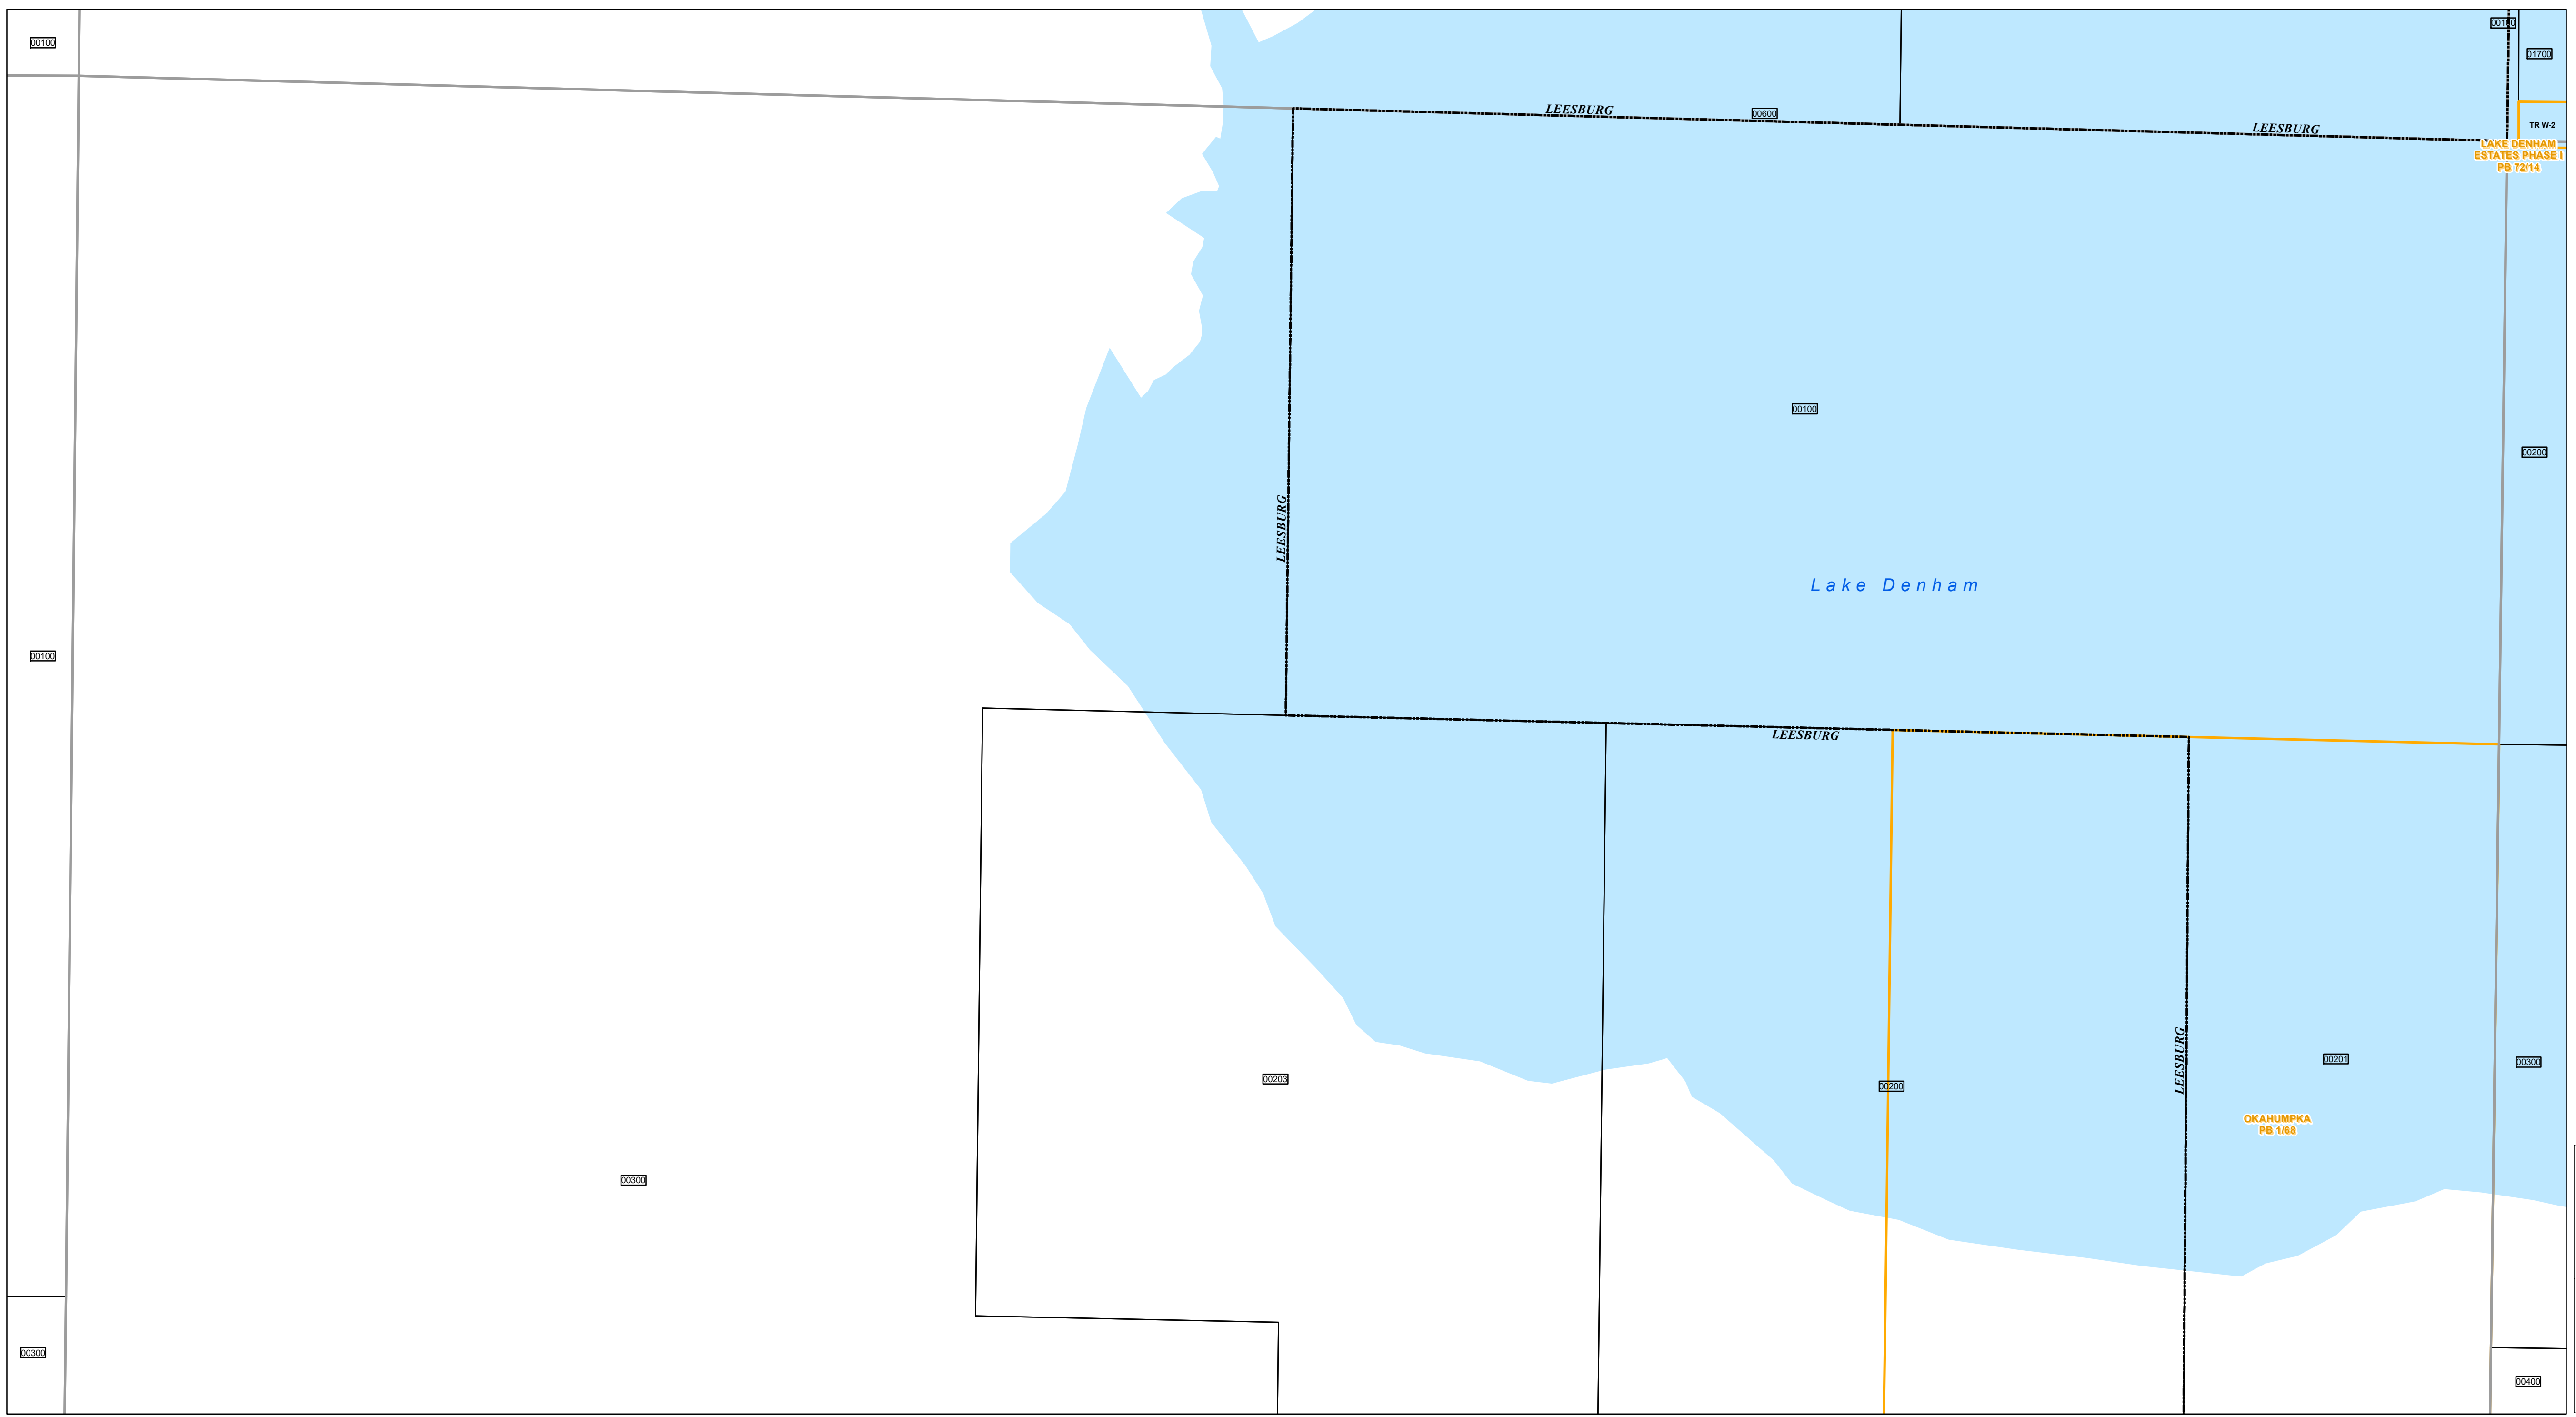 00100
00100
01700
LEESBURG
00600
LEESBURG
TR W-2
LAKE DENHAM
ESTATES PHASE I
PB 72/14
00100
00200
LEESBURG
Lake Denham
00100
LEESBURG
LEESBURG
00201
00300
00203
00200
OKAHUMPKA
PB 1/68
00300
00300
00400